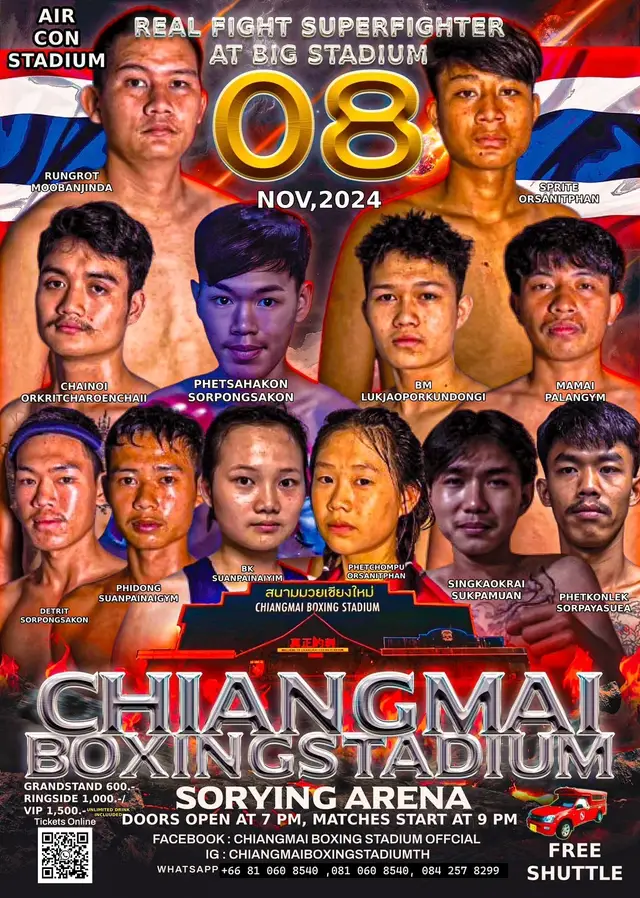 AIR
CON
STADIUM
REAL FIGHT SUPERFIGHTER
AT BIG STADIUM
08
NOV,2024
RUNGROT
MOOBANJINDA
SPRITE
ORSANITPHAN
CHAINOI
ORKKRITCHAROENCHAII
PHETSAHAKON
SORPONGSAKON
BM
LUKJAOPORKUNDONGI
MAMAI
PALANGYM
DETRIT
SORPONGSAKON
PHIDONG
SUANPAINAIGYM
BK
SUANPAINAIYIM
PHETCHOMPU
ORSANITPHAN
SINGKAOKRAI
SUKPAMUAN
PHETKONLEK
SORPAYASUEA
สนามมวยเชียงใหม่
CHIANGMAI BOXING STADIUM
CHIANGMAI
BOXINGSTADIUM
GRANDSTAND 600.-
RINGSIDE 1,000.-/
VIP 1,500.- UNLIMITED DRINK
INCLUUDED
Tickets Online
SORYING ARENA
DOORS OPEN AT 7 PM, MATCHES START AT 9 PM
FACEBOOK : CHIANGMAI BOXING STADIUM OFFCIAL
IG : CHIANGMAIBOXINGSTADIUMTH
WHATSAPP +66 81 060 8540 ,081 060 8540, 084 257 8299
FREE
SHUTTLE